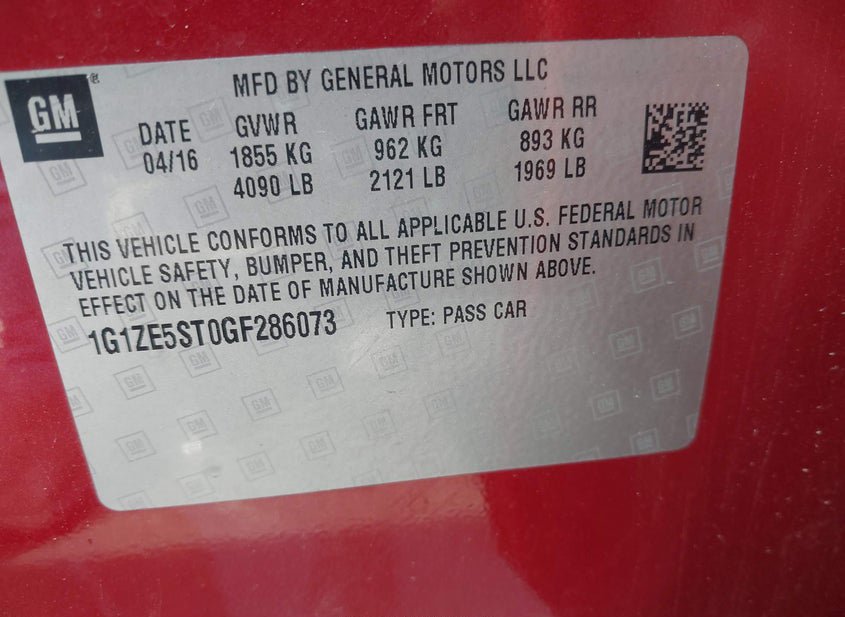 GM
MFD BY GENERAL MOTORS LLC
DATE GVWR GAWR FRT GAWR RR
04/16 1855 KG 962 KG 893 KG
4090 LB 2121 LB 1969 LB
THIS VEHICLE CONFORMS TO ALL APPLICABLE U.S. FEDERAL MOTOR
VEHICLE SAFETY, BUMPER, AND THEFT PREVENTION STANDARDS IN
EFFECT ON THE DATE OF MANUFACTURE SHOWN ABOVE.
1G1ZE5ST0GF286073 TYPE: PASS CAR